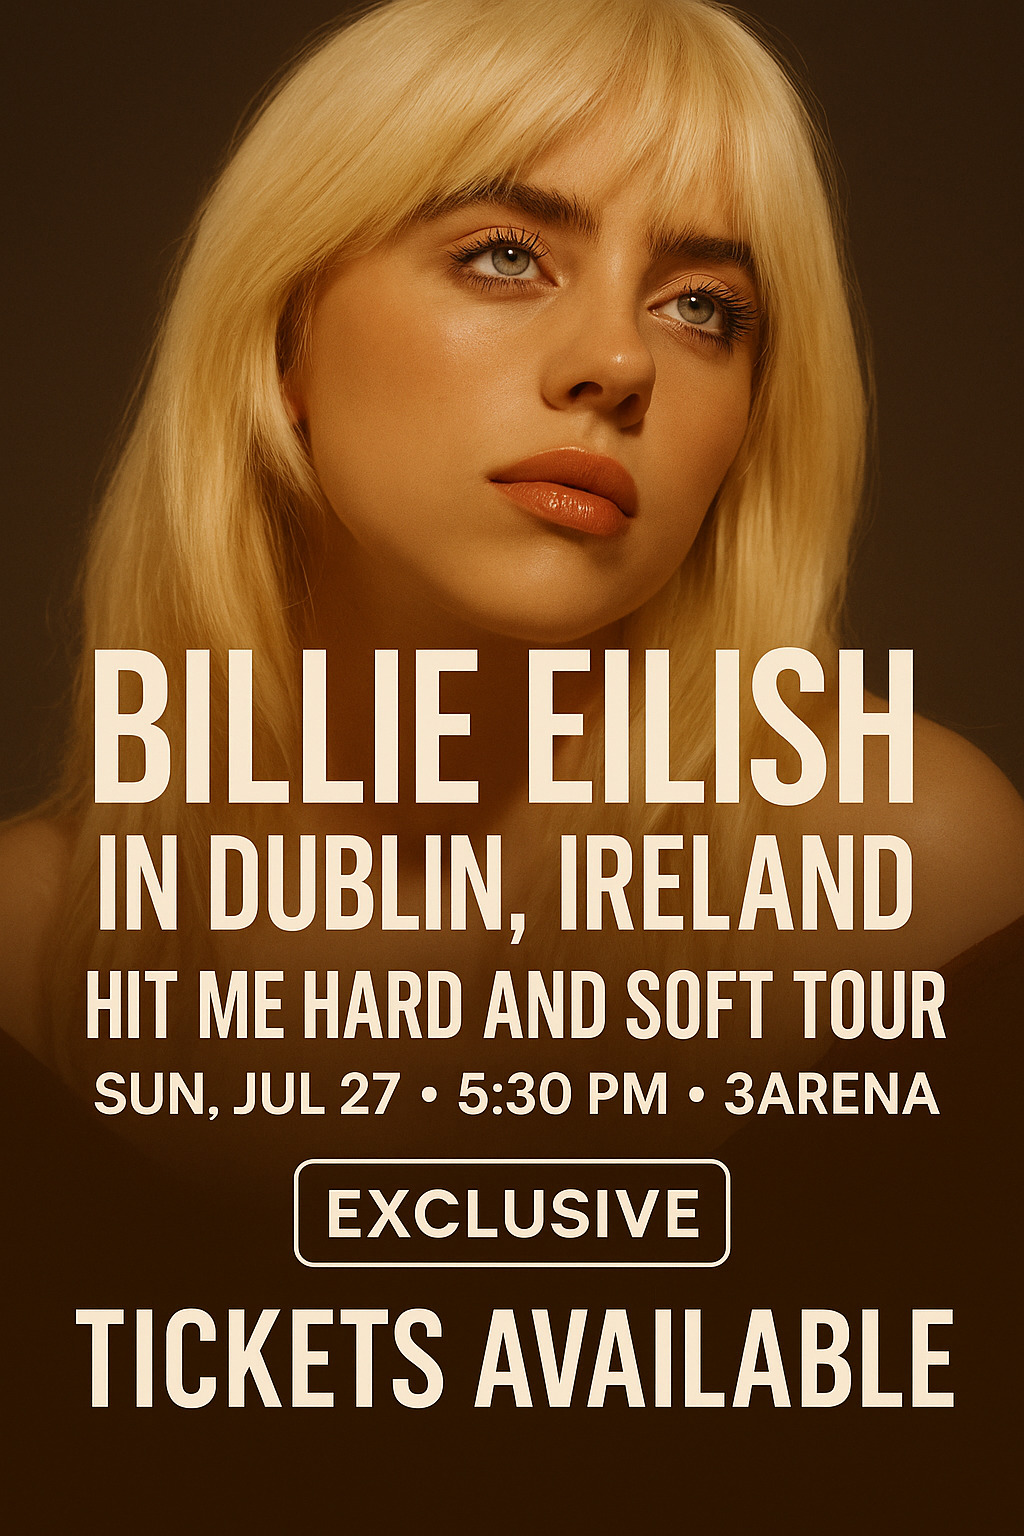 BILLIE EILISH
IN DUBLIN, IRELAND
HIT ME HARD AND SOFT TOUR
SUN, JUL 27 • 5:30 PM • 3ARENA
EXCLUSIVE
TICKETS AVAILABLE